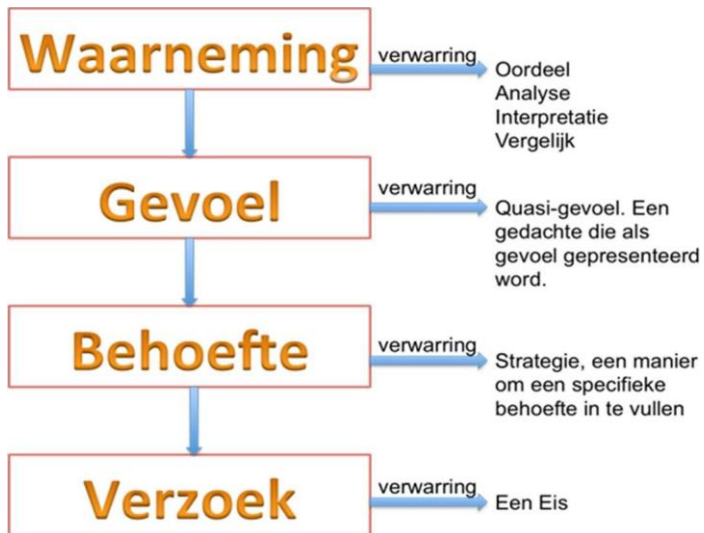 Waarneming
verwarring
Oordeel
Analyse
Interpretatie
Vergelijk
Gevoel
verwarring
Quasi-gevoel. Een
gedachte die als
gevoel gepresenteerd
word.
Behoefte
verwarring
Strategie, een manier
om een specifieke
behoefte in te vullen
Verzoek
verwarring
Een Eis